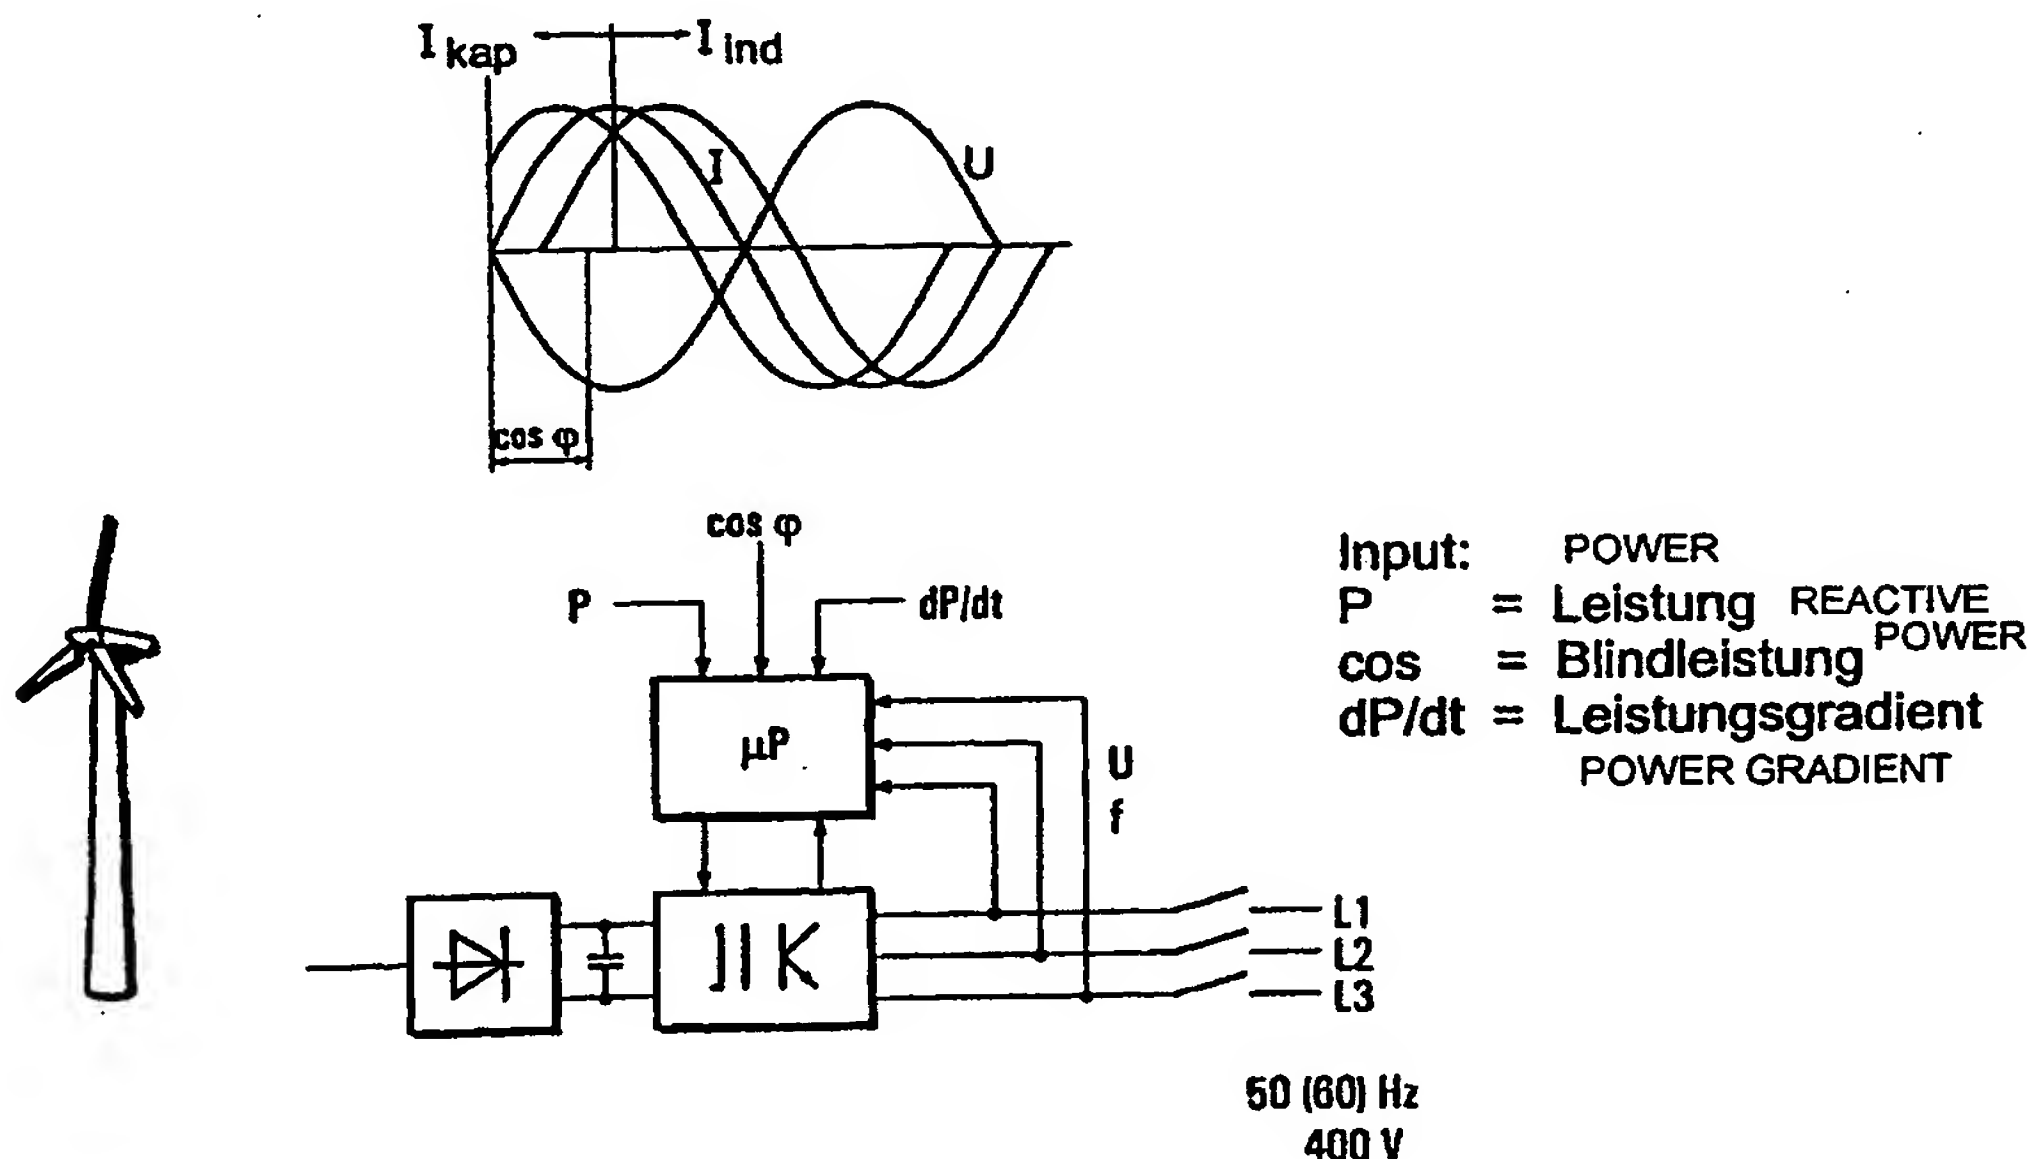 I kap I ind
I
U
cos φ
cos φ
P
dP/dt
μP
U
f
L1
L2
L3
50 (60) Hz
400 V
Input: POWER
P = Leistung REACTIVE
POWER
cos = Blindleistung
dP/dt = Leistungsgradient
POWER GRADIENT